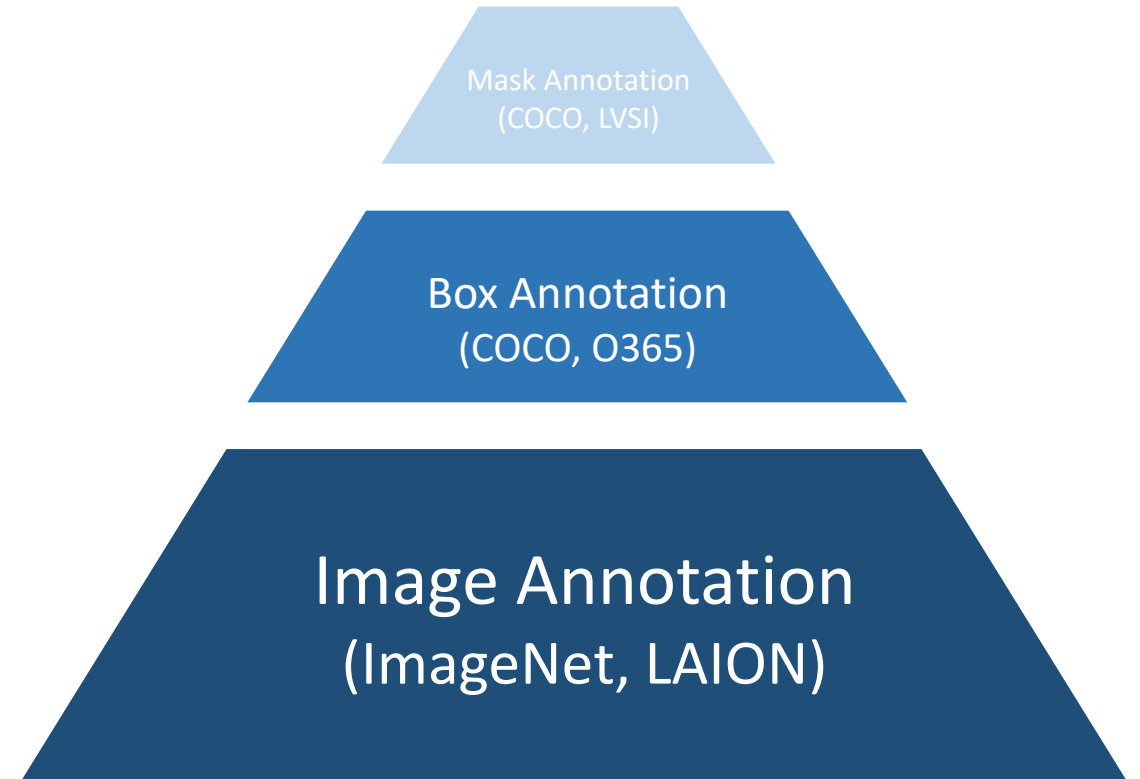 Mask Annotation
(COCO, LVSI)
Box Annotation
(COCO, O365)
Image Annotation
(ImageNet, LAION)